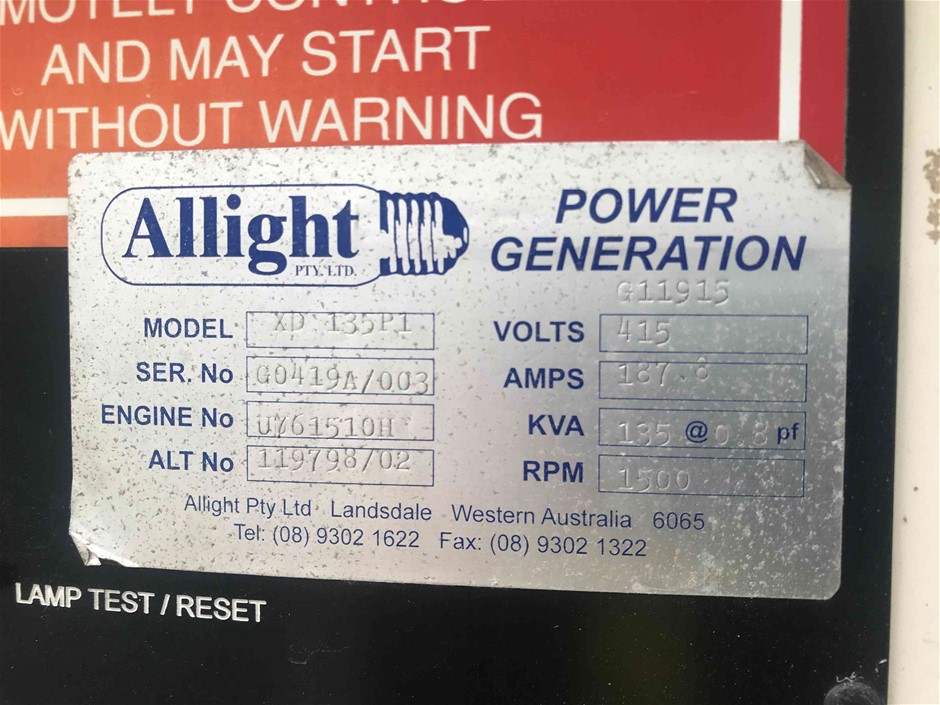 AND MAY START
WITHOUT WARNING
Allight
PTY. LTD.
POWER
GENERATION
G11915
MODEL XD 135P1
SER. No G0419A/003
ENGINE No U761510H
ALT No 119798/02
VOLTS 415
AMPS 187.8
KVA 135 @ 0.8 pf
RPM 1500
Allight Pty Ltd Landsdale Western Australia 6065
Tel: (08) 9302 1622 Fax: (08) 9302 1322
LAMP TEST / RESET